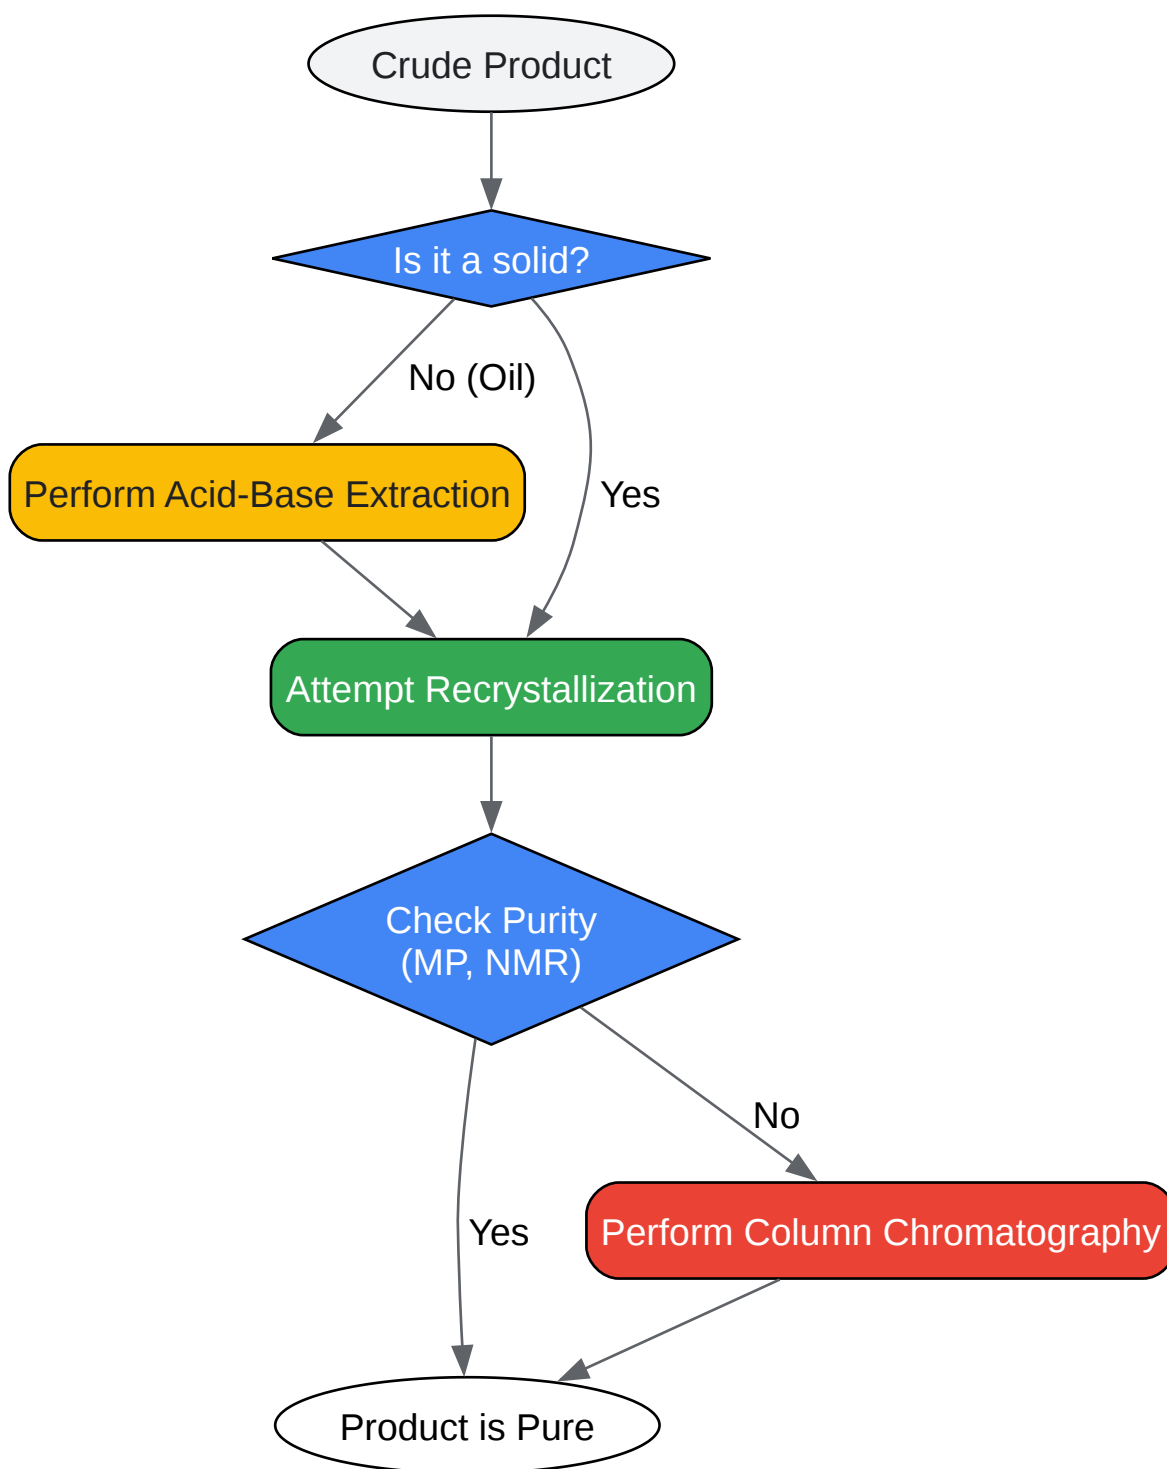 Crude Product
Is it a solid?
No (Oil)
Perform Acid-Base Extraction
Yes
Attempt Recrystallization
Check Purity
(MP, NMR)
No
Yes
Perform Column Chromatography
Product is Pure